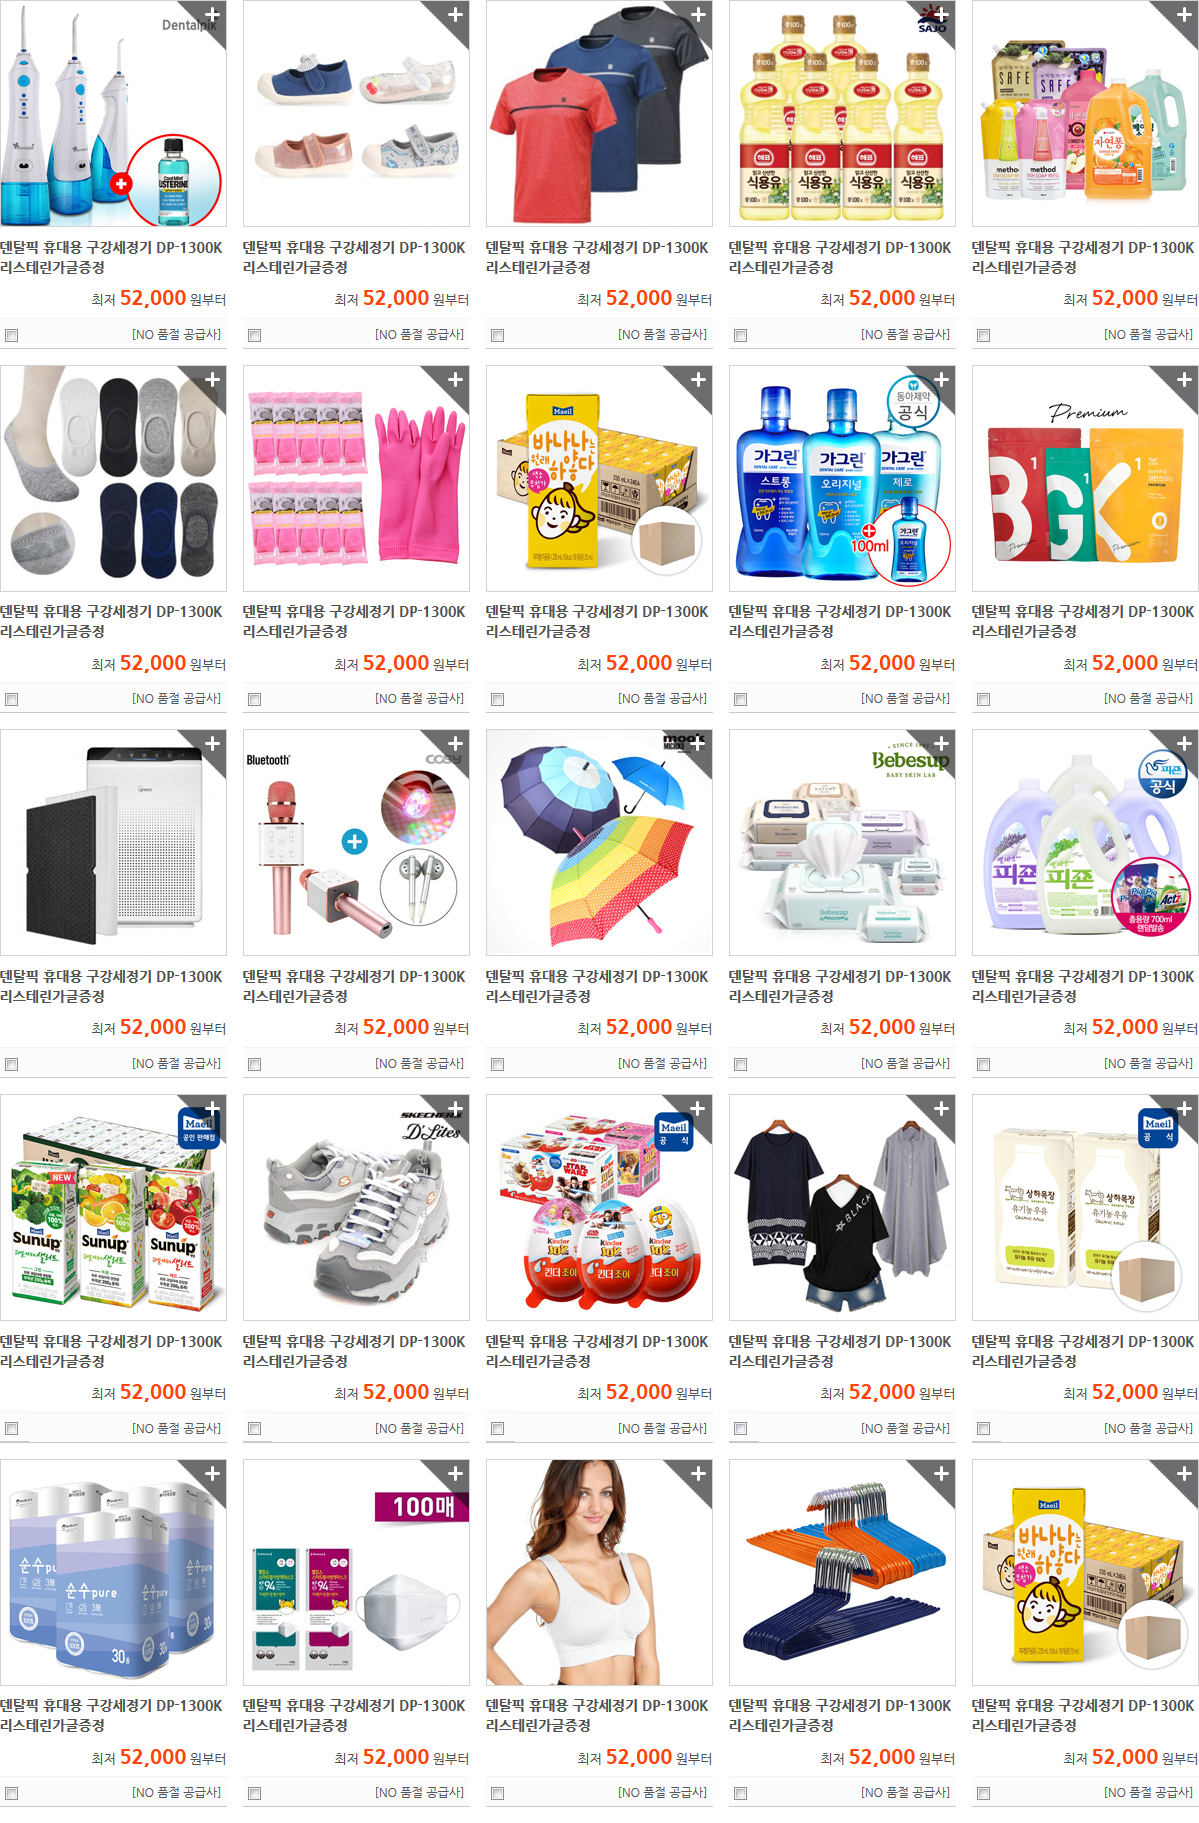 Dentalpik
Cool Mint
LISTERINE
SAJO
콩100%
해표
맑고 신선한
식용유
SAFE
SAFE
method
method
자연퐁
덴탈픽 휴대용 구강세정기 DP-1300K 덴탈픽 휴대용 구강세정기 DP-1300K 덴탈픽 휴대용 구강세정기 DP-1300K 덴탈픽 휴대용 구강세정기 DP-1300K 덴탈픽 휴대용 구강세정기 DP-1300K
리스테린가글증정 리스테린가글증정 리스테린가글증정 리스테린가글증정 리스테린가글증정
최저 52,000 원부터 최저 52,000 원부터 최저 52,000 원부터 최저 52,000 원부터 최저 52,000 원부터
[NO 품절 공급사] [NO 품절 공급사] [NO 품절 공급사] [NO 품절 공급사] [NO 품절 공급사]
Maeil
바나나는
원래
하얗다
동아제약
공식
가그린
스트롱
가그린
오리지널
가그린
제로
100ml
Premium
B1
G1
K1
덴탈픽 휴대용 구강세정기 DP-1300K 덴탈픽 휴대용 구강세정기 DP-1300K 덴탈픽 휴대용 구강세정기 DP-1300K 덴탈픽 휴대용 구강세정기 DP-1300K 덴탈픽 휴대용 구강세정기 DP-1300K
리스테린가글증정 리스테린가글증정 리스테린가글증정 리스테린가글증정 리스테린가글증정
최저 52,000 원부터 최저 52,000 원부터 최저 52,000 원부터 최저 52,000 원부터 최저 52,000 원부터
[NO 품절 공급사] [NO 품절 공급사] [NO 품절 공급사] [NO 품절 공급사] [NO 품절 공급사]
Bluetooth
COSY
mook
MICHIKO
SINCE
Bebesup
BABY SKIN LAB
Bebesup
피죤
공식
피죤
피죤
총용량 700ml
랜덤발송
덴탈픽 휴대용 구강세정기 DP-1300K 덴탈픽 휴대용 구강세정기 DP-1300K 덴탈픽 휴대용 구강세정기 DP-1300K 덴탈픽 휴대용 구강세정기 DP-1300K 덴탈픽 휴대용 구강세정기 DP-1300K
리스테린가글증정 리스테린가글증정 리스테린가글증정 리스테린가글증정 리스테린가글증정
최저 52,000 원부터 최저 52,000 원부터 최저 52,000 원부터 최저 52,000 원부터 최저 52,000 원부터
[NO 품절 공급사] [NO 품절 공급사] [NO 품절 공급사] [NO 품절 공급사] [NO 품절 공급사]
Maeil
공인 판매점
NEW
Sunup
Sunup
Sunup
SKECHERS
D'Lites
Maeil
공 식
STAR
WARS
Kinder
JOY
킨더 조이
BLACK
Maeil
공 식
상하목장
유기농우유
ORGANIC MILK
상하목장
유기농우유
ORGANIC MILK
덴탈픽 휴대용 구강세정기 DP-1300K 덴탈픽 휴대용 구강세정기 DP-1300K 덴탈픽 휴대용 구강세정기 DP-1300K 덴탈픽 휴대용 구강세정기 DP-1300K 덴탈픽 휴대용 구강세정기 DP-1300K
리스테린가글증정 리스테린가글증정 리스테린가글증정 리스테린가글증정 리스테린가글증정
최저 52,000 원부터 최저 52,000 원부터 최저 52,000 원부터 최저 52,000 원부터 최저 52,000 원부터
[NO 품절 공급사] [NO 품절 공급사] [NO 품절 공급사] [NO 품절 공급사] [NO 품절 공급사]
순수pure
3겹
30롤
100매
94
94
Maeil
바나나는
원래
하얗다
덴탈픽 휴대용 구강세정기 DP-1300K 덴탈픽 휴대용 구강세정기 DP-1300K 덴탈픽 휴대용 구강세정기 DP-1300K 덴탈픽 휴대용 구강세정기 DP-1300K 덴탈픽 휴대용 구강세정기 DP-1300K
리스테린가글증정 리스테린가글증정 리스테린가글증정 리스테린가글증정 리스테린가글증정
최저 52,000 원부터 최저 52,000 원부터 최저 52,000 원부터 최저 52,000 원부터 최저 52,000 원부터
[NO 품절 공급사] [NO 품절 공급사] [NO 품절 공급사] [NO 품절 공급사] [NO 품절 공급사]